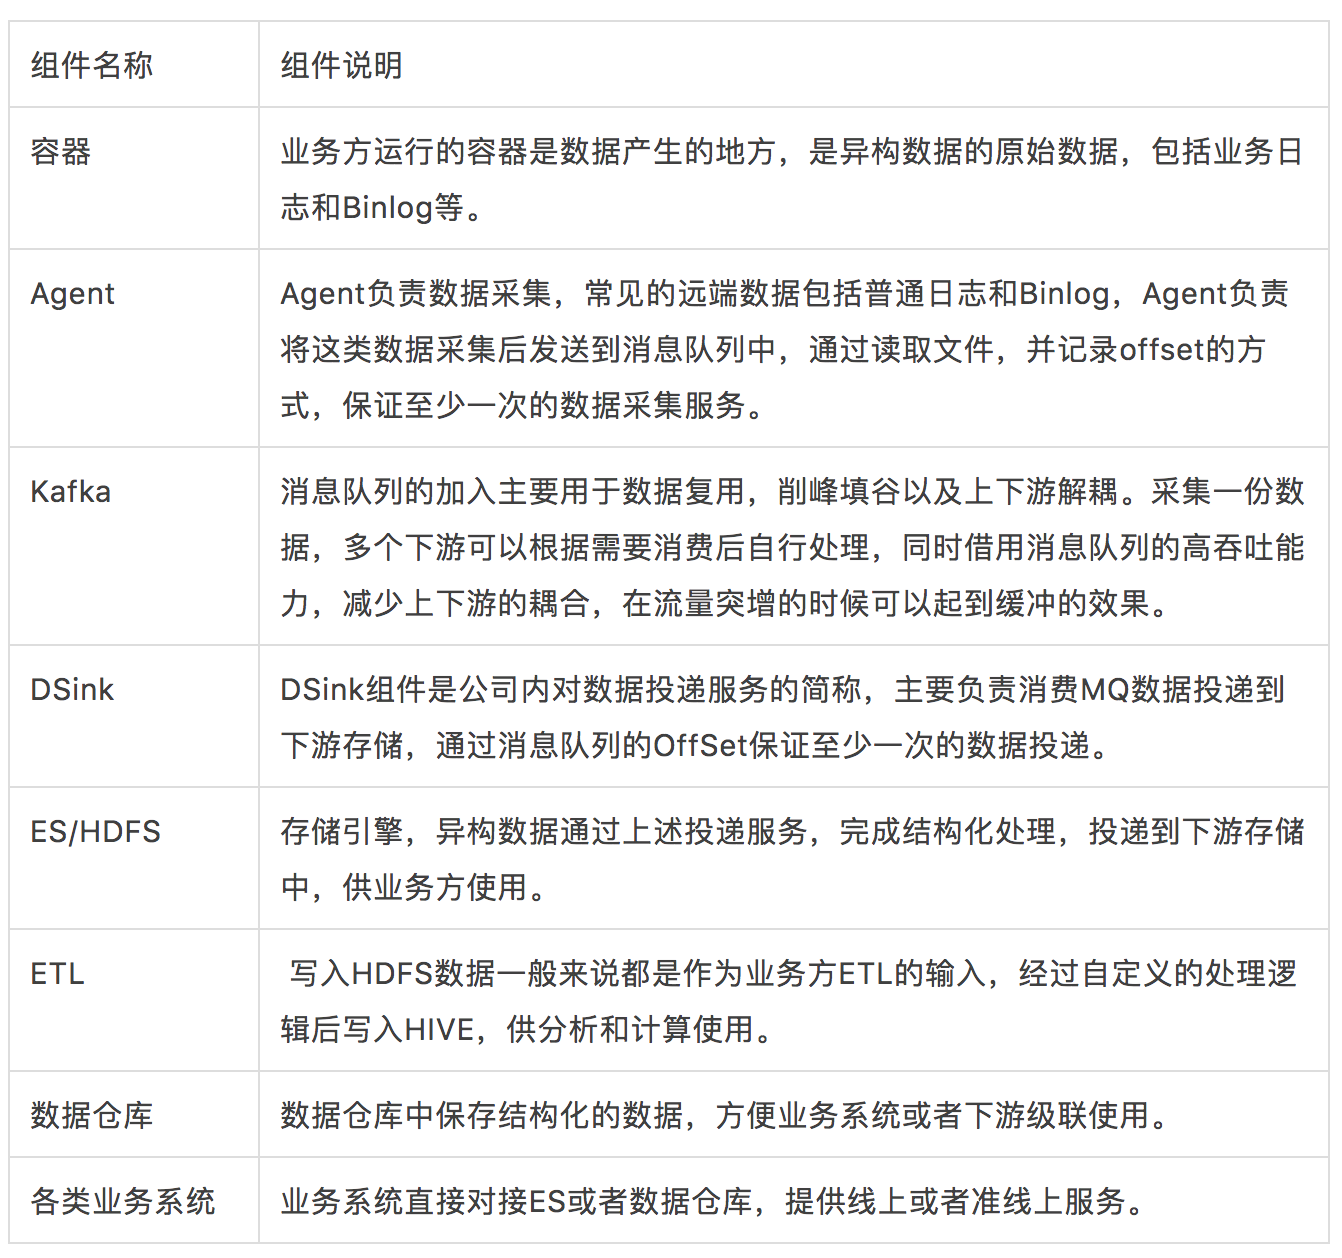 组件名称
组件说明
容器
业务方运行的容器是数据产生的地方，是异构数据的原始数据，包括业务日
志和Binlog等。
Agent
Agent负责数据采集，常见的远端数据包括普通日志和Binlog，Agent负责
将这类数据采集后发送到消息队列中，通过读取文件，并记录offset的方
式，保证至少一次的数据采集服务。
Kafka
消息队列的加入主要用于数据复用，削峰填谷以及上下游解耦。采集一份数
据，多个下游可以根据需要消费后自行处理，同时借用消息队列的高吞吐能
力，减少上下游的耦合，在流量突增的时候可以起到缓冲的效果。
DSink
DSink组件是公司内对数据投递服务的简称，主要负责消费MQ数据投递到
下游存储，通过消息队列的OffSet保证至少一次的数据投递。
ES/HDFS
存储引擎，异构数据通过上述投递服务，完成结构化处理，投递到下游存储
中，供业务方使用。
ETL
写入HDFS数据一般来说都是作为业务方ETL的输入，经过自定义的处理逻
辑后写入HIVE，供分析和计算使用。
数据仓库
数据仓库中保存结构化的数据，方便业务系统或者下游级联使用。
各类业务系统
业务系统直接对接ES或者数据仓库，提供线上或者准线上服务。